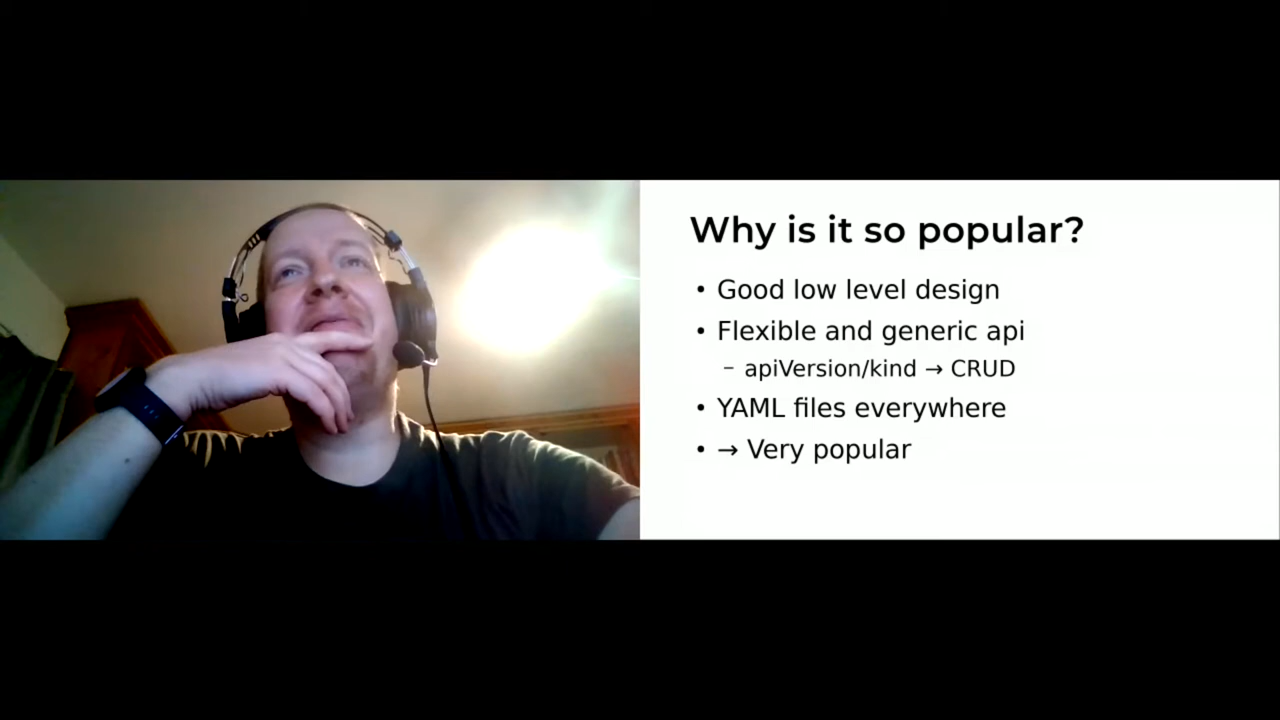 Why is it so popular?
• Good low level design
• Flexible and generic api
– apiVersion/kind → CRUD
• YAML files everywhere
• → Very popular